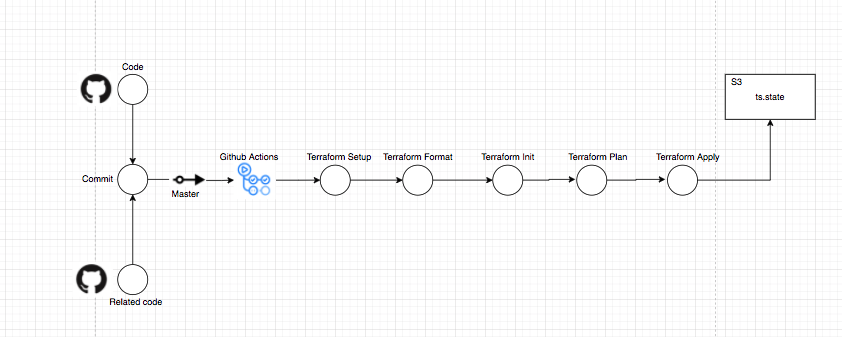 Code
S3
ts.state
Github Actions
Terraform Setup
Terraform Format
Terraform Init
Terraform Plan
Terraform Apply
Commit
Master
Related code